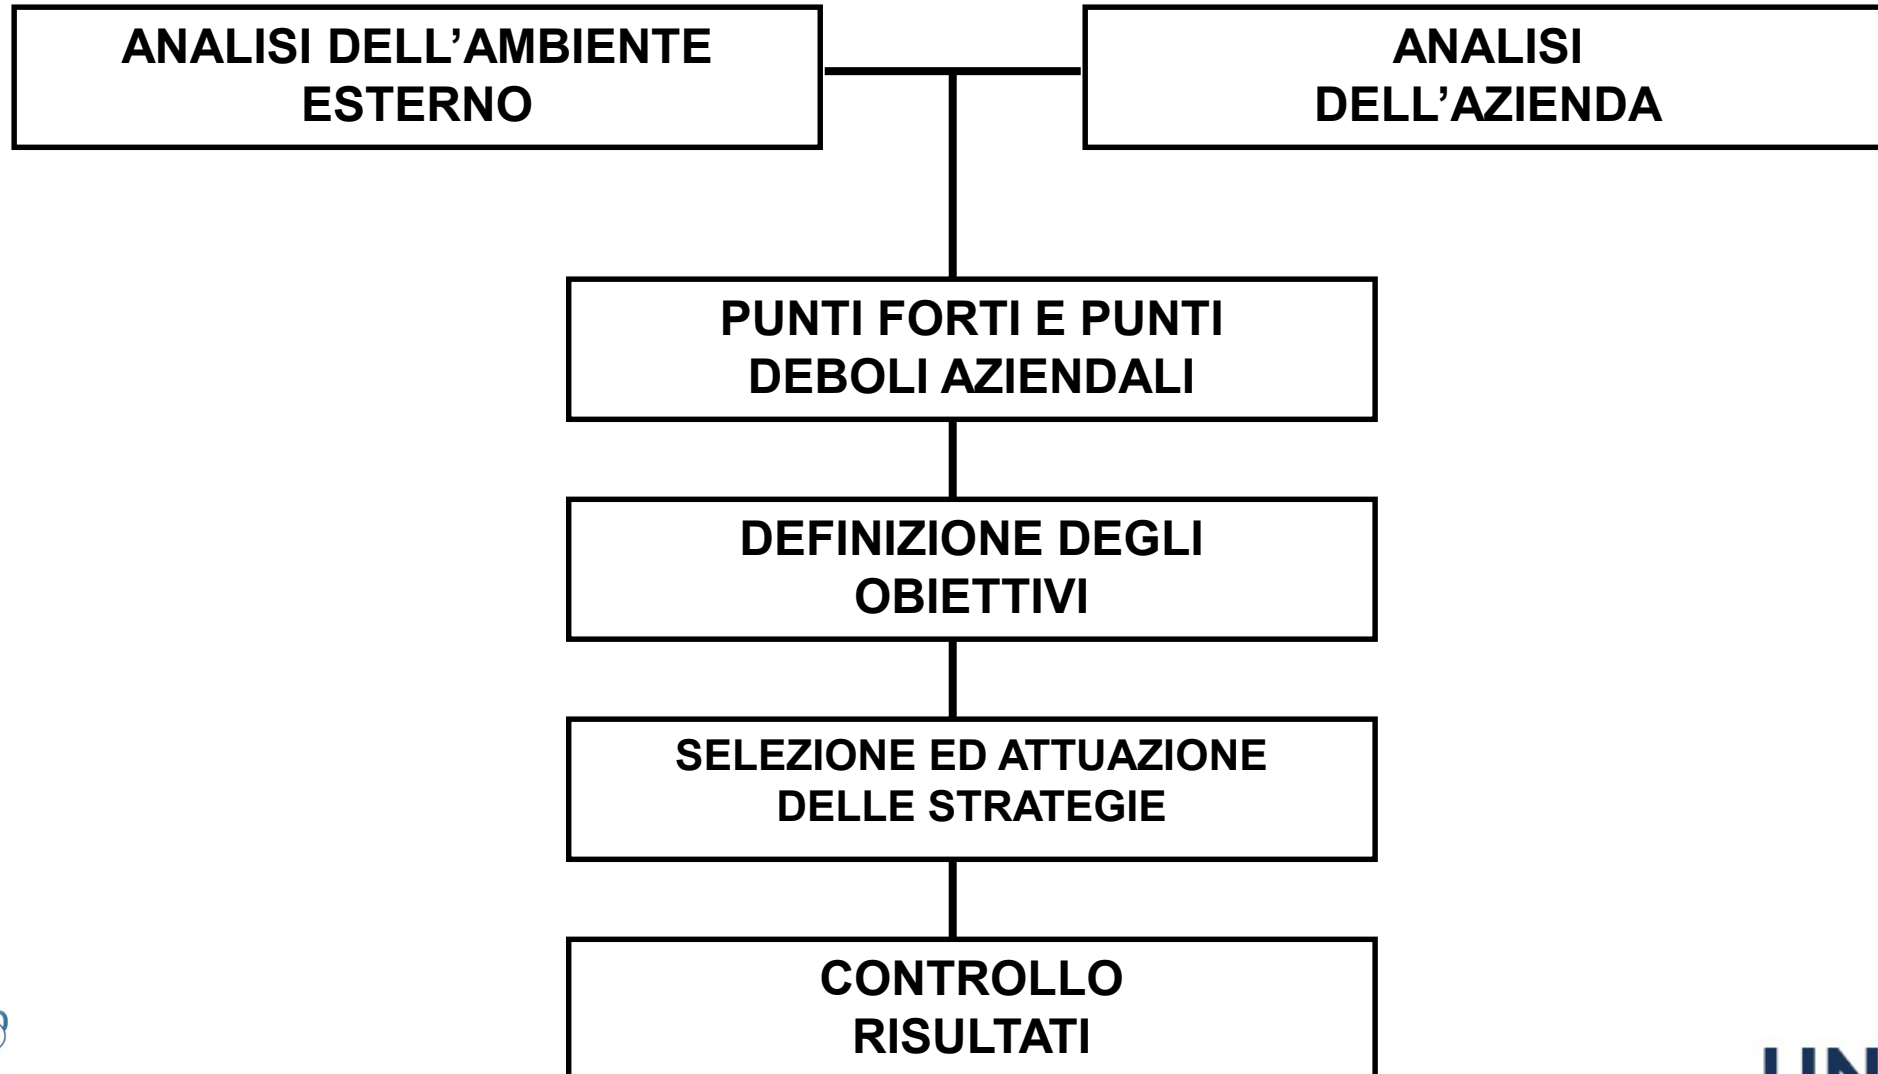 ANALISI DELL’AMBIENTE
ESTERNO
ANALISI
DELL’AZIENDA
PUNTI FORTI E PUNTI
DEBOLI AZIENDALI
DEFINIZIONE DEGLI
OBIETTIVI
SELEZIONE ED ATTUAZIONE
DELLE STRATEGIE
CONTROLLO
RISULTATI